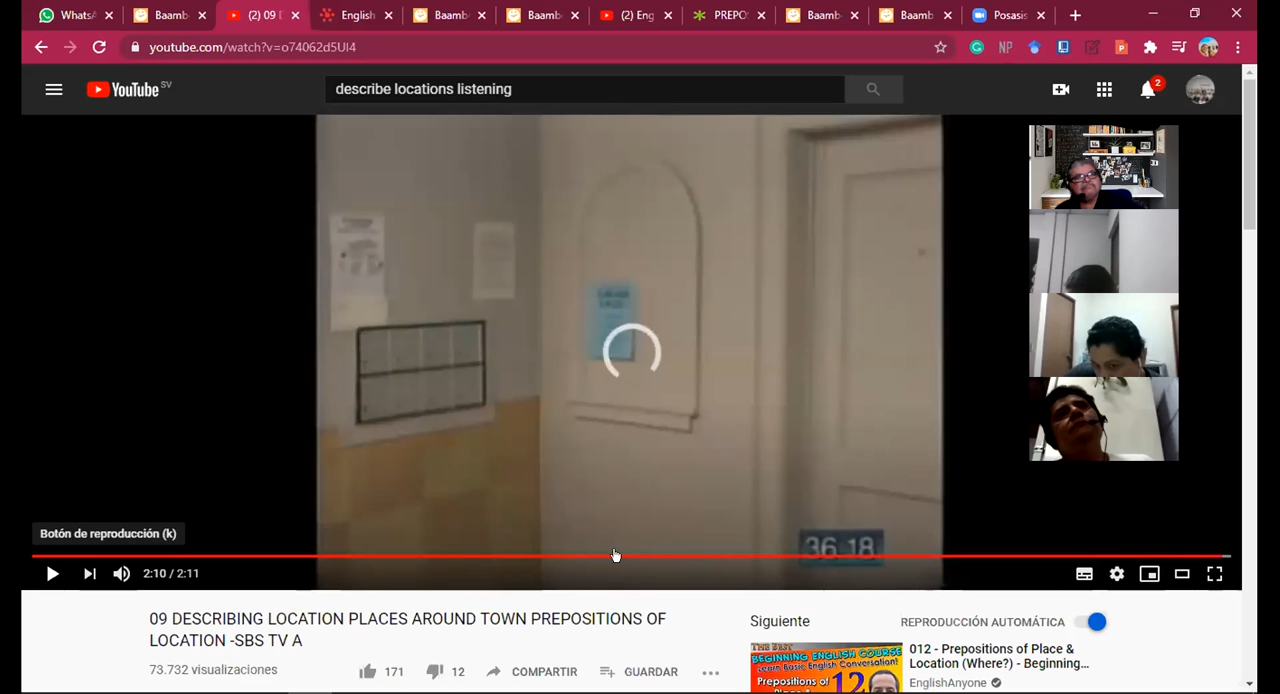 WhatsA
Baamb
(2) 09 D
English
Baamb
Baamb
(2) Eng
PREPO
Baamb
Baamb
Posasis
youtube.com/watch?v=o74062d5UI4
NP
YouTube SV
describe locations listening
2
36.18
Botón de reproducción (k)
2:10 / 2:11
09 DESCRIBING LOCATION PLACES AROUND TOWN PREPOSITIONS OF
LOCATION -SBS TV A
73.732 visualizaciones
171
12
COMPARTIR
GUARDAR
Siguiente
REPRODUCCIÓN AUTOMÁTICA
THE BEST
BEGINNING ENGLISH COURSE
Learn Basic English Conversation!
Prepositions of
12
012 - Prepositions of Place &
Location (Where?) - Beginning...
EnglishAnyone